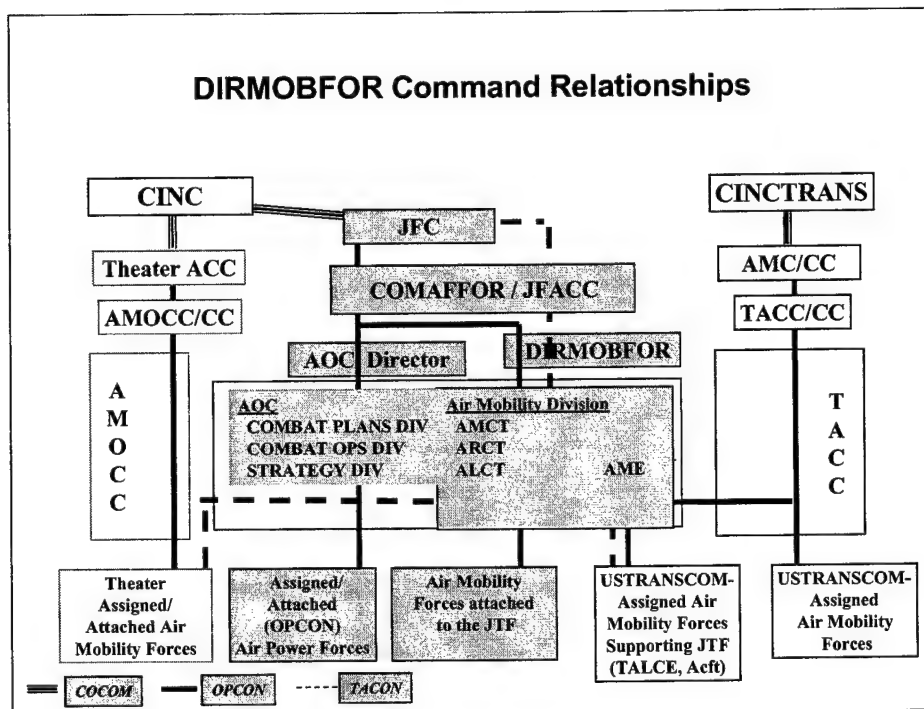 DIRMOBFOR Command Relationships
CINC
CINCTRANS
JFC
Theater ACC
AMC/CC
COMAFFOR / JFACC
AMOCC/CC
TACC/CC
AOC Director
DIRMOBFOR
A
M
O
C
C
AOC
COMBAT PLANS DIV
COMBAT OPS DIV
STRATEGY DIV
Air Mobility Division
AMCT
ARCT
ALCT
AME
T
A
C
C
Theater
Assigned/
Attached Air
Mobility Forces
Assigned/
Attached
(OPCON)
Air Power Forces
Air Mobility
Forces attached
to the JTF
USTRANSCOM-
Assigned Air
Mobility Forces
Supporting JTF
(TALCE, Acft)
USTRANSCOM-
Assigned
Air Mobility
Forces
COCOM
OPCON
TACON